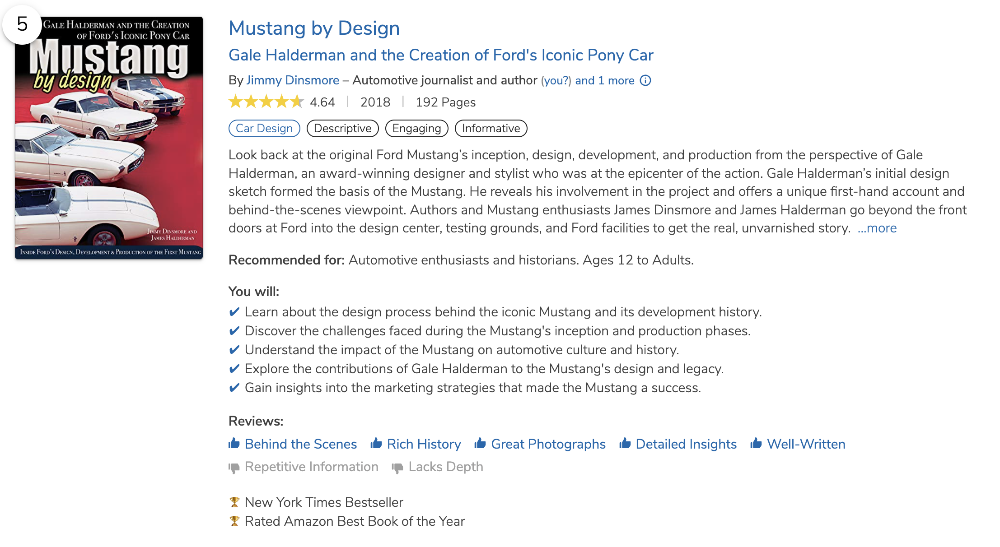 5
GALE HALDERMAN AND THE CREATION
OF FORD'S ICONIC PONY CAR
Mustang
by design
JIMMY DINSMORE AND
JAMES HALDERMAN
INSIDE FORD'S DESIGN, DEVELOPMENT & PRODUCTION OF THE FIRST MUSTANG
Mustang by Design
Gale Halderman and the Creation of Ford's Iconic Pony Car
By Jimmy Dinsmore – Automotive journalist and author (you?) and 1 more
4.64 | 2018 | 192 Pages
Car Design Descriptive Engaging Informative
Look back at the original Ford Mustang’s inception, design, development, and production from the perspective of Gale
Halderman, an award-winning designer and stylist who was at the epicenter of the action. Gale Halderman’s initial design
sketch formed the basis of the Mustang. He reveals his involvement in the project and offers a unique first-hand account and
behind-the-scenes viewpoint. Authors and Mustang enthusiasts James Dinsmore and James Halderman go beyond the front
doors at Ford into the design center, testing grounds, and Ford facilities to get the real, unvarnished story. ...more
Recommended for: Automotive enthusiasts and historians. Ages 12 to Adults.
You will:
✔ Learn about the design process behind the iconic Mustang and its development history.
✔ Discover the challenges faced during the Mustang's inception and production phases.
✔ Understand the impact of the Mustang on automotive culture and history.
✔ Explore the contributions of Gale Halderman to the Mustang's design and legacy.
✔ Gain insights into the marketing strategies that made the Mustang a success.
Reviews:
Behind the Scenes Rich History Great Photographs Detailed Insights Well-Written
Repetitive Information Lacks Depth
New York Times Bestseller
Rated Amazon Best Book of the Year